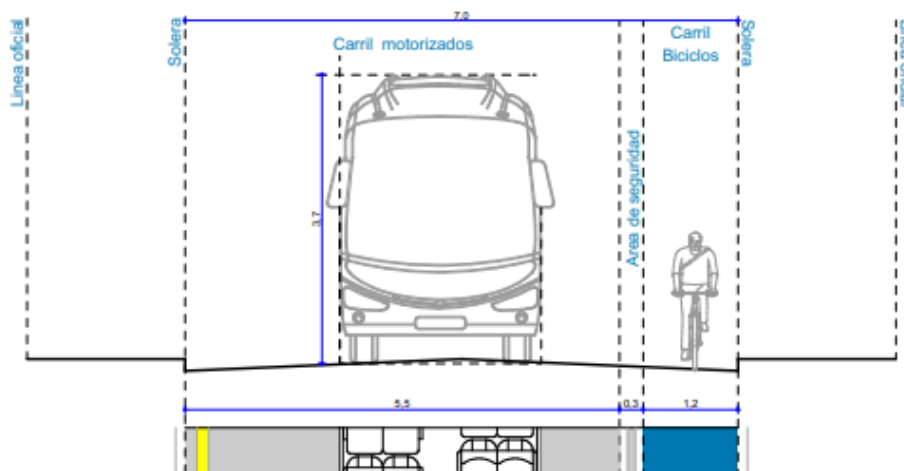 7,0
Linea oficial
Solera
Carril motorizados
Carril
Biciclos
Solera
3,7
Area de seguridad
5,5
0,3
1,2